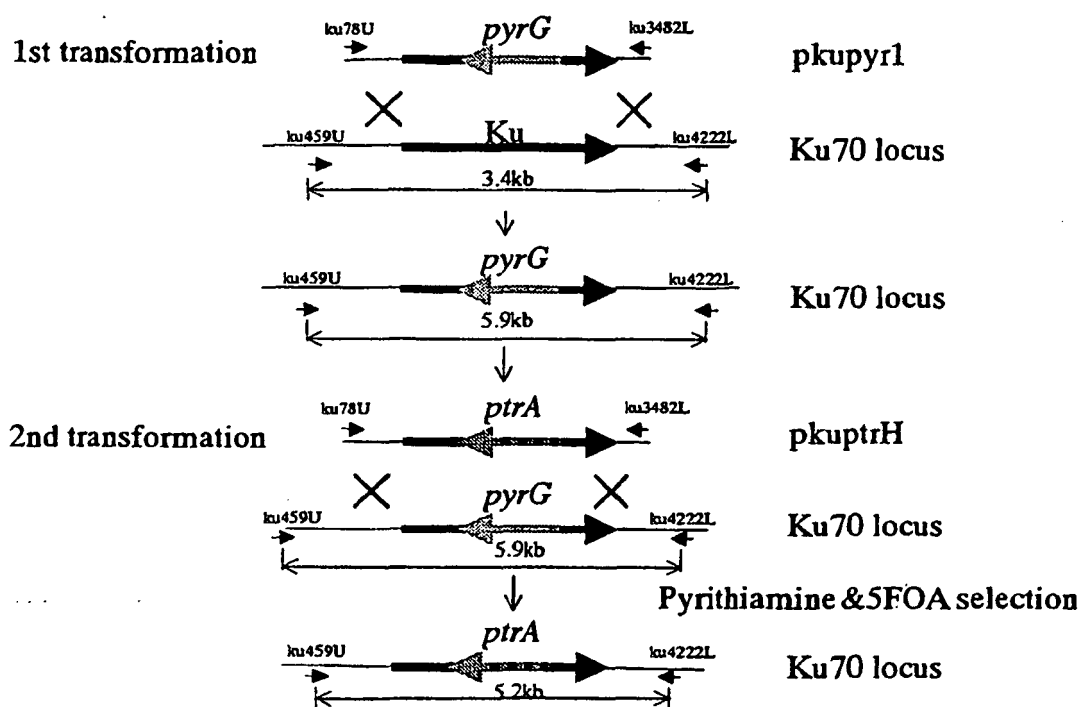 ku78U pyrG ku3482L
1st transformation pkupyr1
ku459U Ku ku4222L
Ku70 locus
3.4kb
pyrG
ku459U ku4222L
Ku70 locus
5.9kb
ku78U ptrA ku3482L
2nd transformation pkuptrH
pyrG
ku459U ku4222L
Ku70 locus
5.9kb
Pyrithiamine &5FOA selection
ptrA
ku459U ku4222L
Ku70 locus
5.2kb